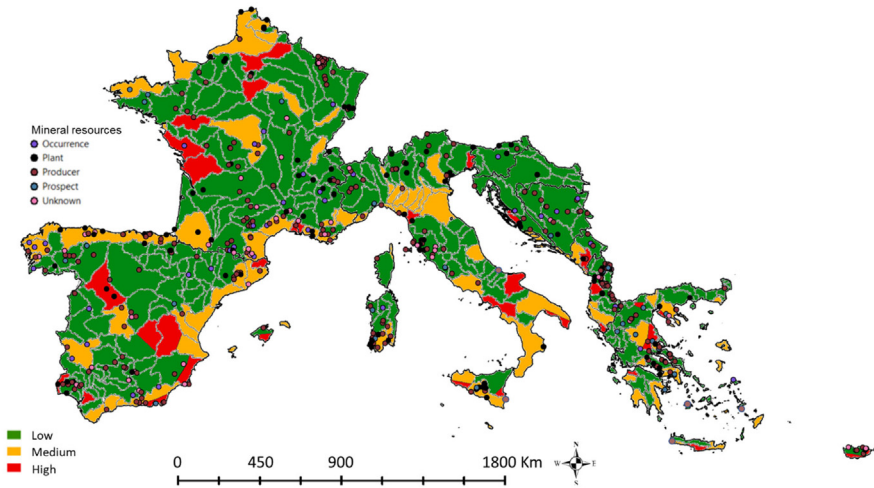 Mineral resources
Occurrence
Plant
Producer
Prospect
Unknown
Low
Medium
High
0 450 900 1800 Km
N
W E
S